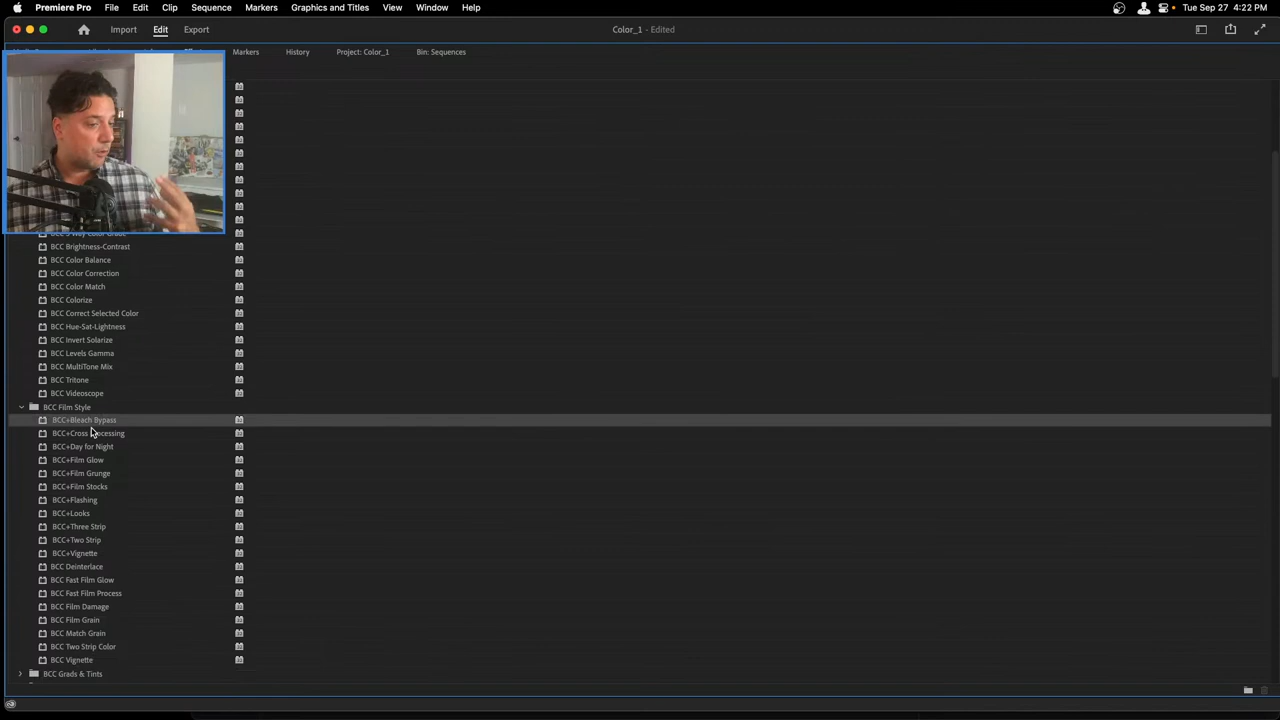 Premiere Pro File Edit Clip Sequence Markers Graphics and Titles View Window Help Tue Sep 27 4:22 PM
Import Edit Export Color_1 - Edited
Markers History Project: Color_1 Bin: Sequences
BCC Brightness-Contrast
BCC Color Balance
BCC Color Correction
BCC Color Match
BCC Colorize
BCC Correct Selected Color
BCC Hue-Sat-Lightness
BCC Invert Solarize
BCC Levels Gamma
BCC MultiTone Mix
BCC Tritone
BCC Videoscope
BCC Film Style
BCC+Bleach Bypass
BCC+Cross Processing
BCC+Day for Night
BCC+Film Glow
BCC+Film Grunge
BCC+Film Stocks
BCC+Flashing
BCC+Looks
BCC+Three Strip
BCC+Two Strip
BCC+Vignette
BCC Deinterlace
BCC Fast Film Glow
BCC Fast Film Process
BCC Film Damage
BCC Film Grain
BCC Match Grain
BCC Two Strip Color
BCC Vignette
BCC Grads & Tints